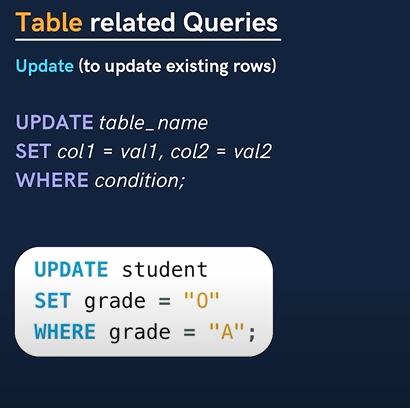 Table related Queries
Update (to update existing rows)
UPDATE table_name
SET col1 = val1, col2 = val2
WHERE condition;
UPDATE student
SET grade = "O"
WHERE grade = "A";